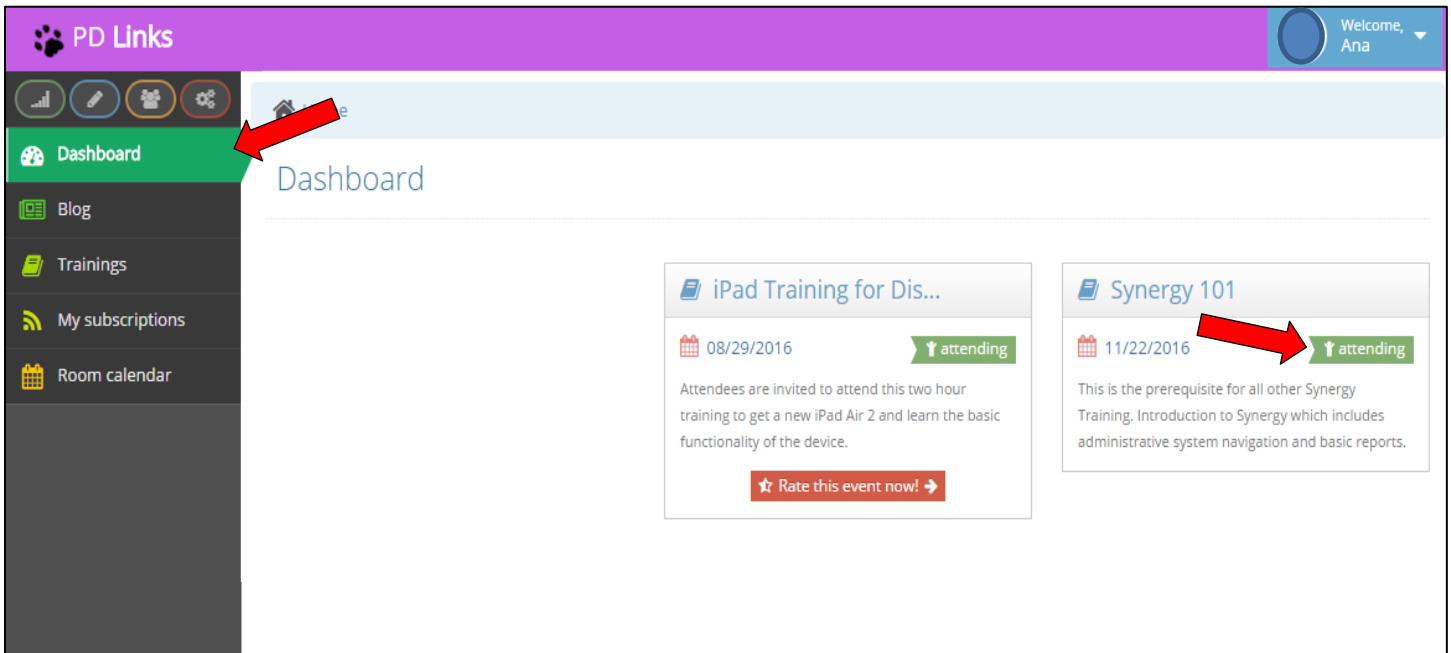 PD Links
Welcome,
Ana
Dashboard
Blog
Trainings
My subscriptions
Room calendar
Dashboard
iPad Training for Dis...
08/29/2016
attending
Attendees are invited to attend this two hour
training to get a new iPad Air 2 and learn the basic
functionality of the device.
Rate this event now!
Synergy 101
11/22/2016
attending
This is the prerequisite for all other Synergy
Training. Introduction to Synergy which includes
administrative system navigation and basic reports.